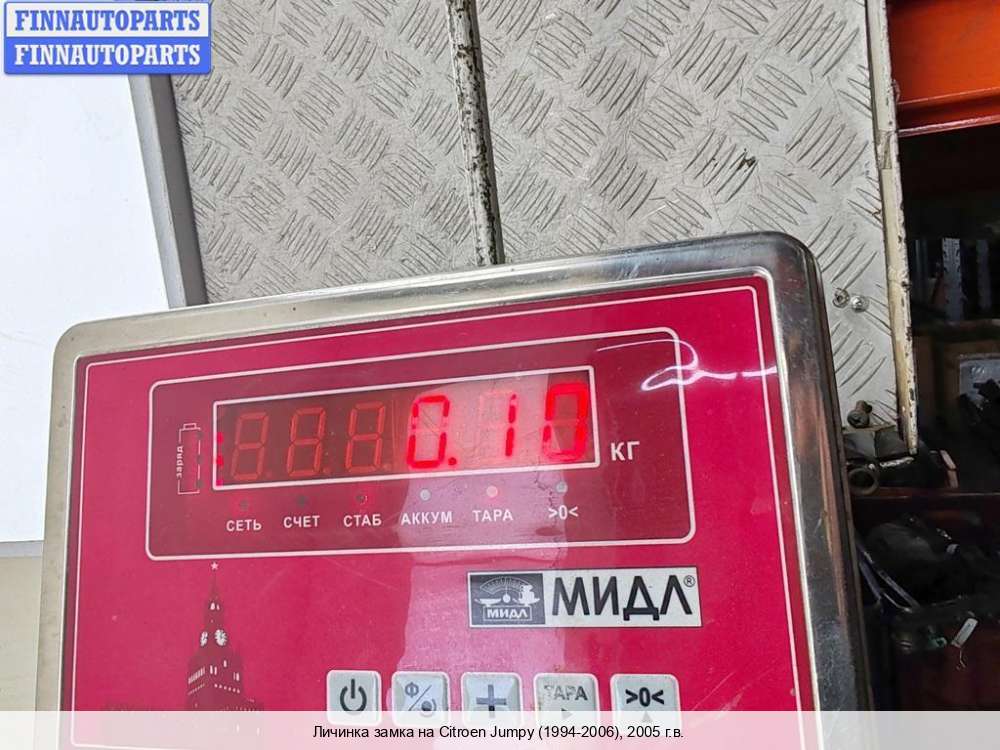 FINNAUTOPARTS
FINNAUTOPARTS
заряд
0.10
КГ
СЕТЬ СЧЕТ СТАБ АККУМ ТАРА >0<
МИДЛ МИДЛ®
Ф ТАРА >0<
Личинка замка на Citroen Jumpy (1994-2006), 2005 г.в.